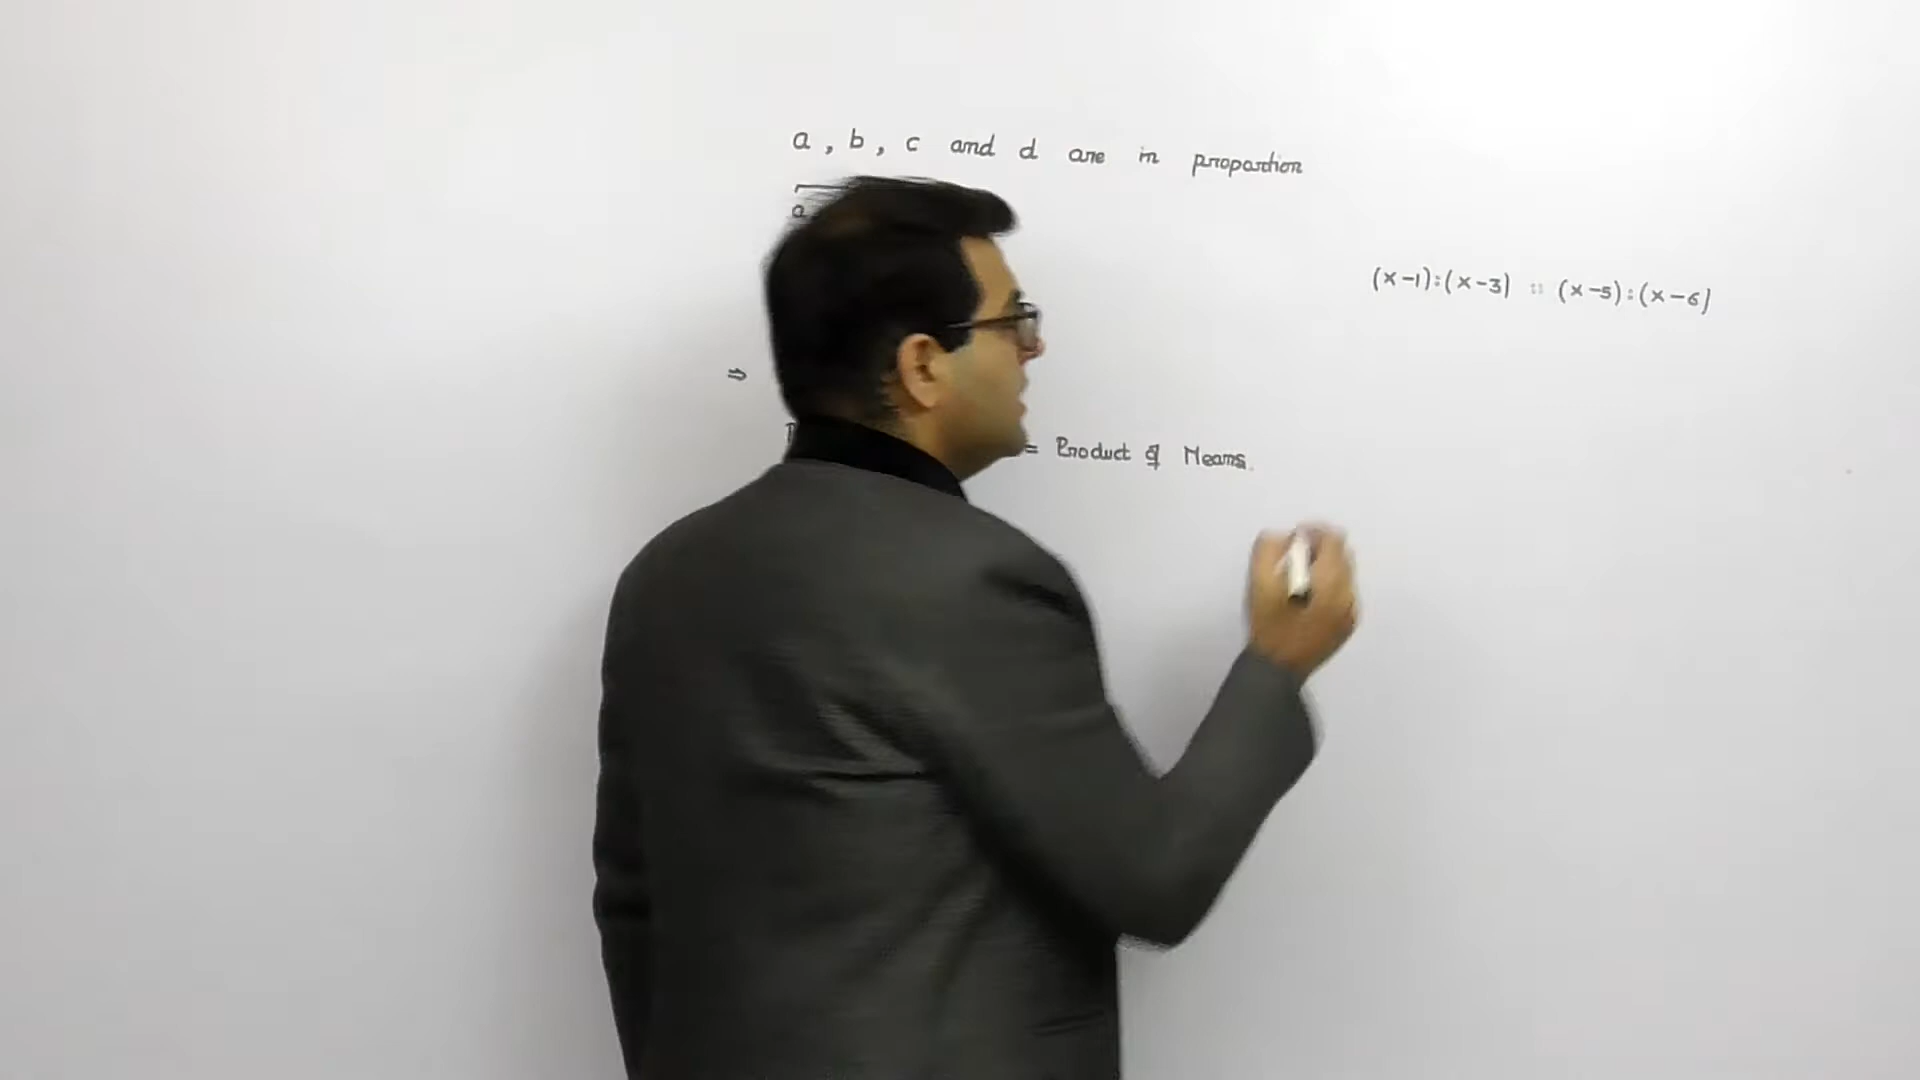 a , b , c and d are in proportion
a
(x-1):(x-3) :: (x-5):(x-6)
⇒
= Product of Means.